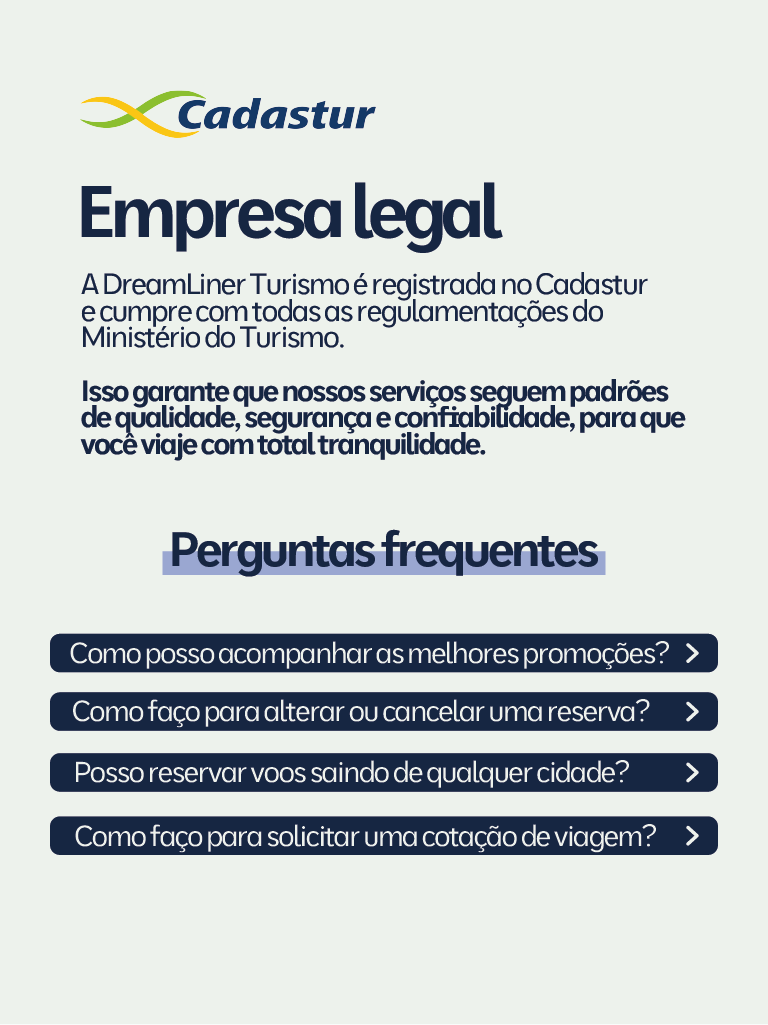 Cadastur
Empresa legal
A DreamLiner Turismo é registrada no Cadastur
e cumpre com todas as regulamentações do
Ministério do Turismo.
Isso garante que nossos serviços seguem padrões
de qualidade, segurança e confiabilidade, para que
você viaje com total tranquilidade.
Perguntas frequentes
Como posso acompanhar as melhores promoções?
Como faço para alterar ou cancelar uma reserva?
Posso reservar voos saindo de qualquer cidade?
Como faço para solicitar uma cotação de viagem?